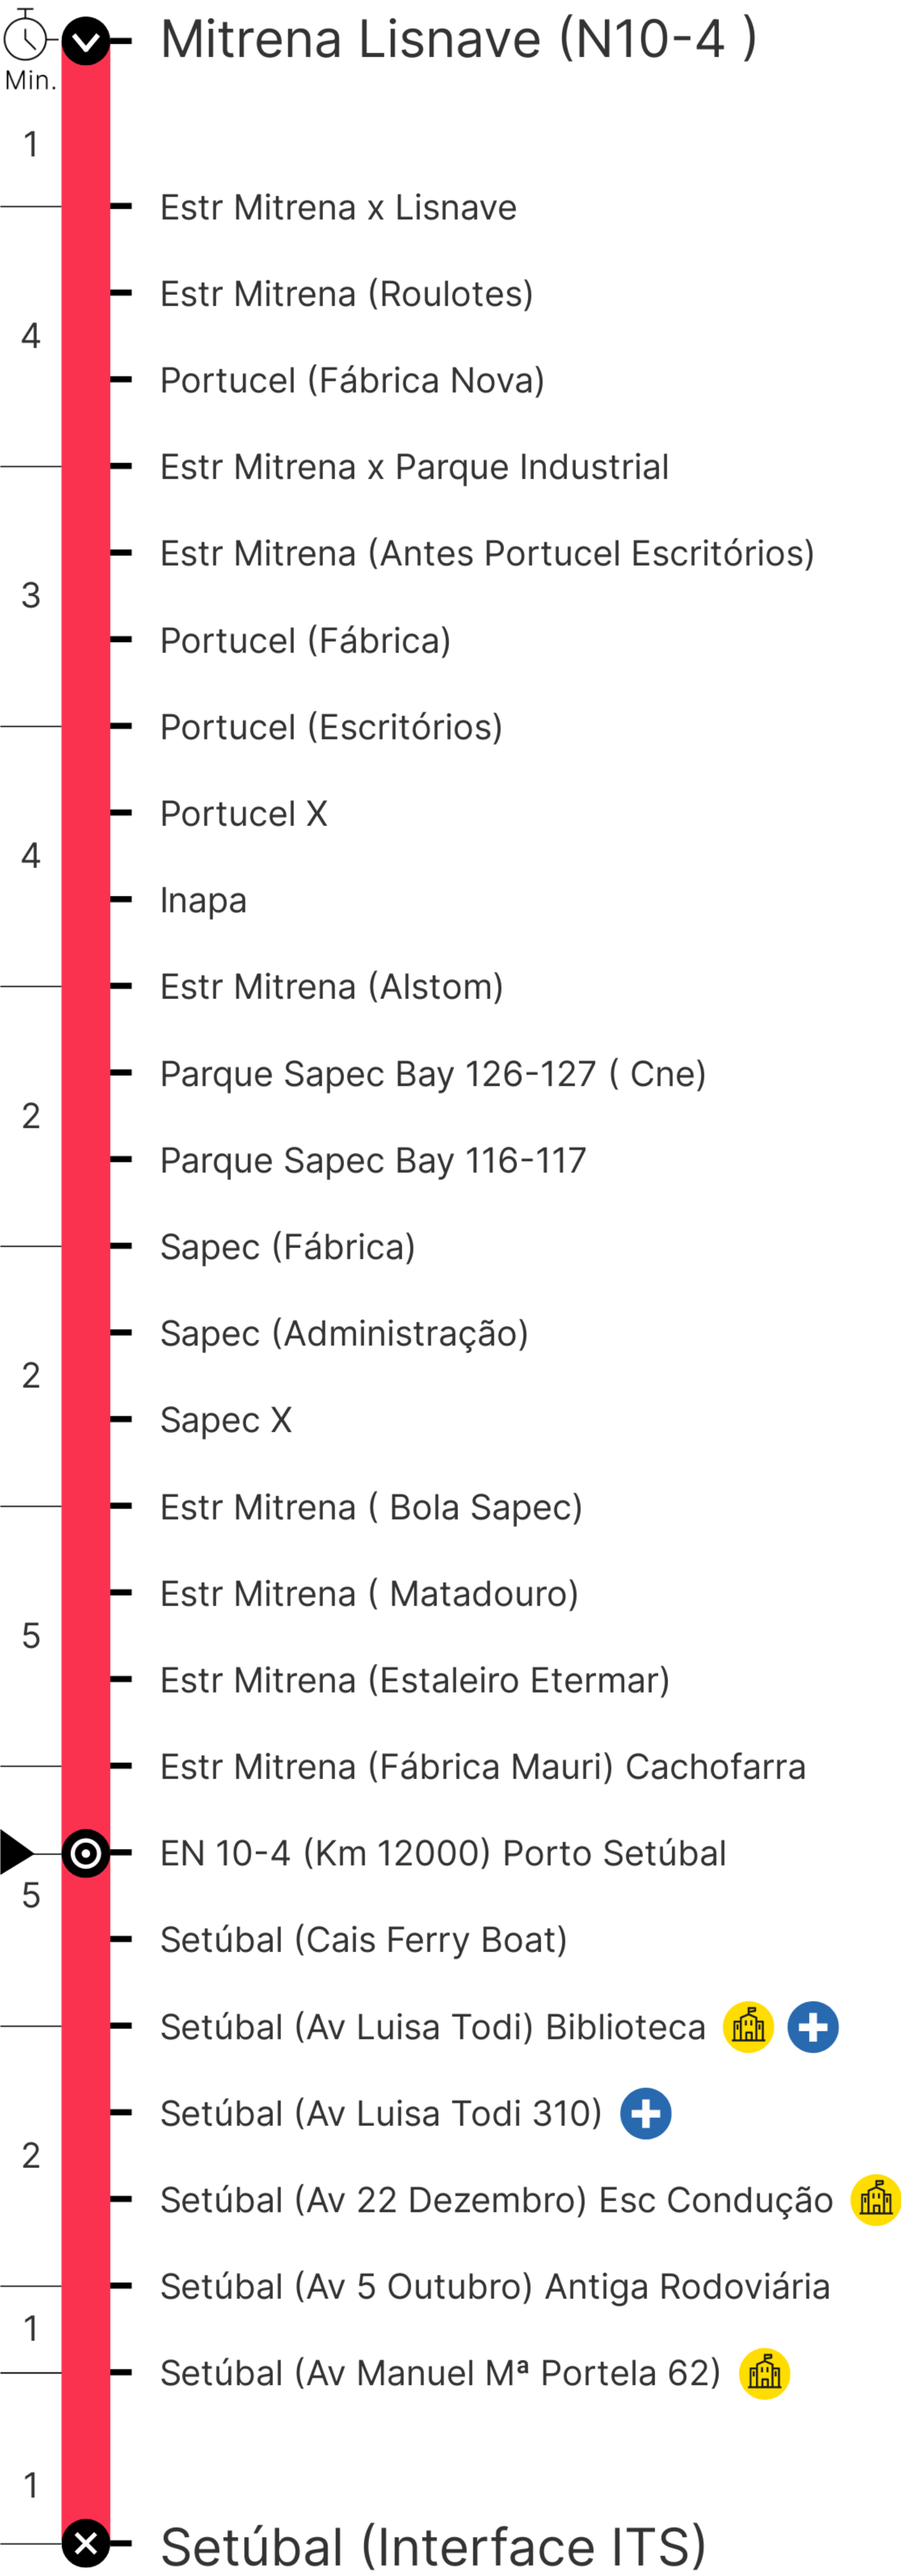 Mitrena Lisnave (N10-4 )
Min.
1
Estr Mitrena x Lisnave
Estr Mitrena (Roulotes)
4
Portucel (Fábrica Nova)
Estr Mitrena x Parque Industrial
Estr Mitrena (Antes Portucel Escritórios)
3
Portucel (Fábrica)
Portucel (Escritórios)
Portucel X
4
Inapa
Estr Mitrena (Alstom)
Parque Sapec Bay 126-127 ( Cne)
2
Parque Sapec Bay 116-117
Sapec (Fábrica)
Sapec (Administração)
2
Sapec X
Estr Mitrena ( Bola Sapec)
Estr Mitrena ( Matadouro)
5
Estr Mitrena (Estaleiro Etermar)
Estr Mitrena (Fábrica Mauri) Cachofarra
EN 10-4 (Km 12000) Porto Setúbal
5
Setúbal (Cais Ferry Boat)
Setúbal (Av Luisa Todi) Biblioteca
Setúbal (Av Luisa Todi 310)
2
Setúbal (Av 22 Dezembro) Esc Condução
Setúbal (Av 5 Outubro) Antiga Rodoviária
1
Setúbal (Av Manuel Mª Portela 62)
1
Setúbal (Interface ITS)